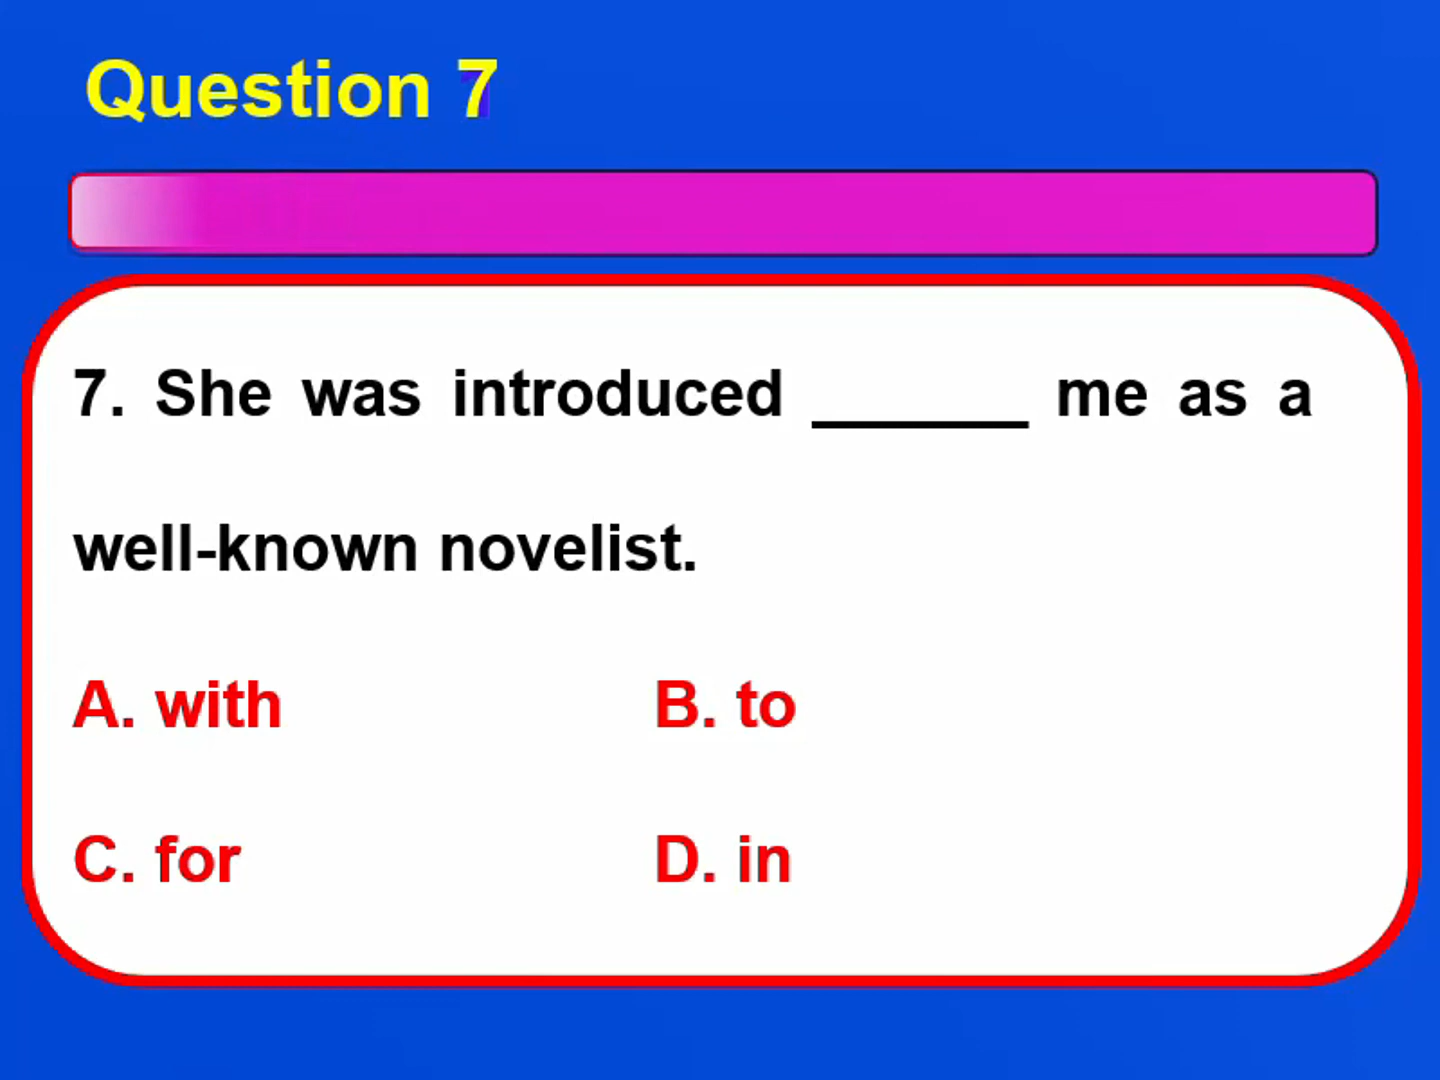 Question 7
7. She was introduced ______ me as a
well-known novelist.
A. with B. to
C. for D. in